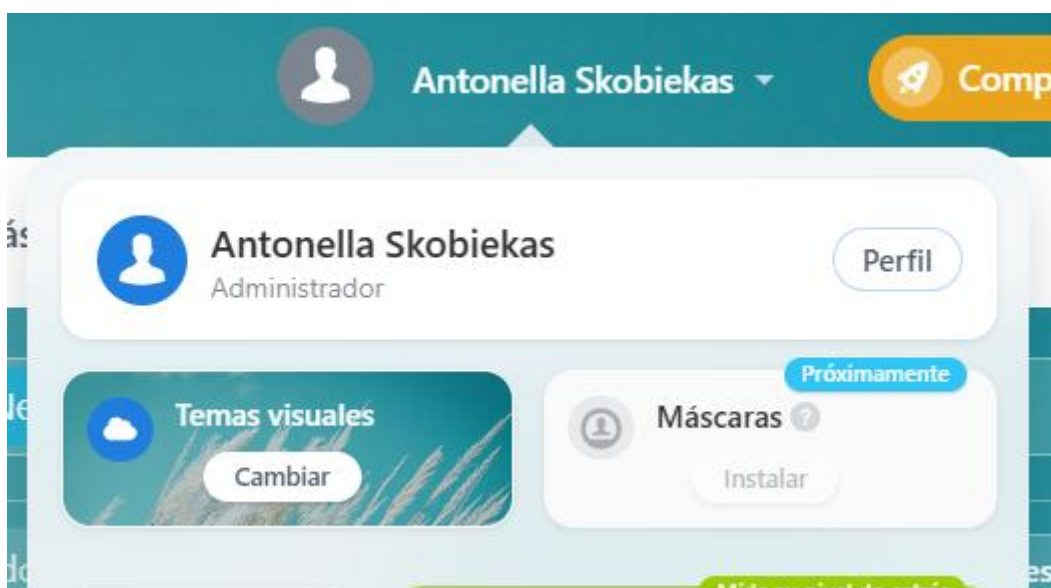 Antonella Skobiekas
Comp
Antonella Skobiekas
Administrador
Perfil
Próximamente
Temas visuales
Máscaras ?
Cambiar
Instalar